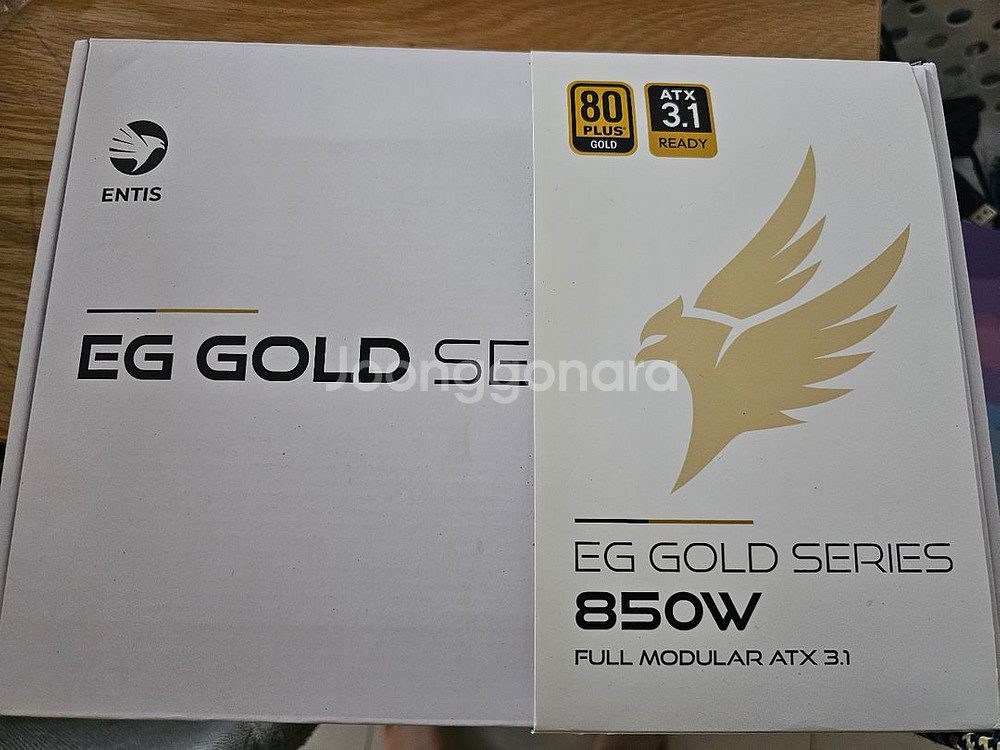 ENTIS
EG GOLD SE
80
PLUS
GOLD
ATX
3.1
READY
Joonggonara
EG GOLD SERIES
850W
FULL MODULAR ATX 3.1